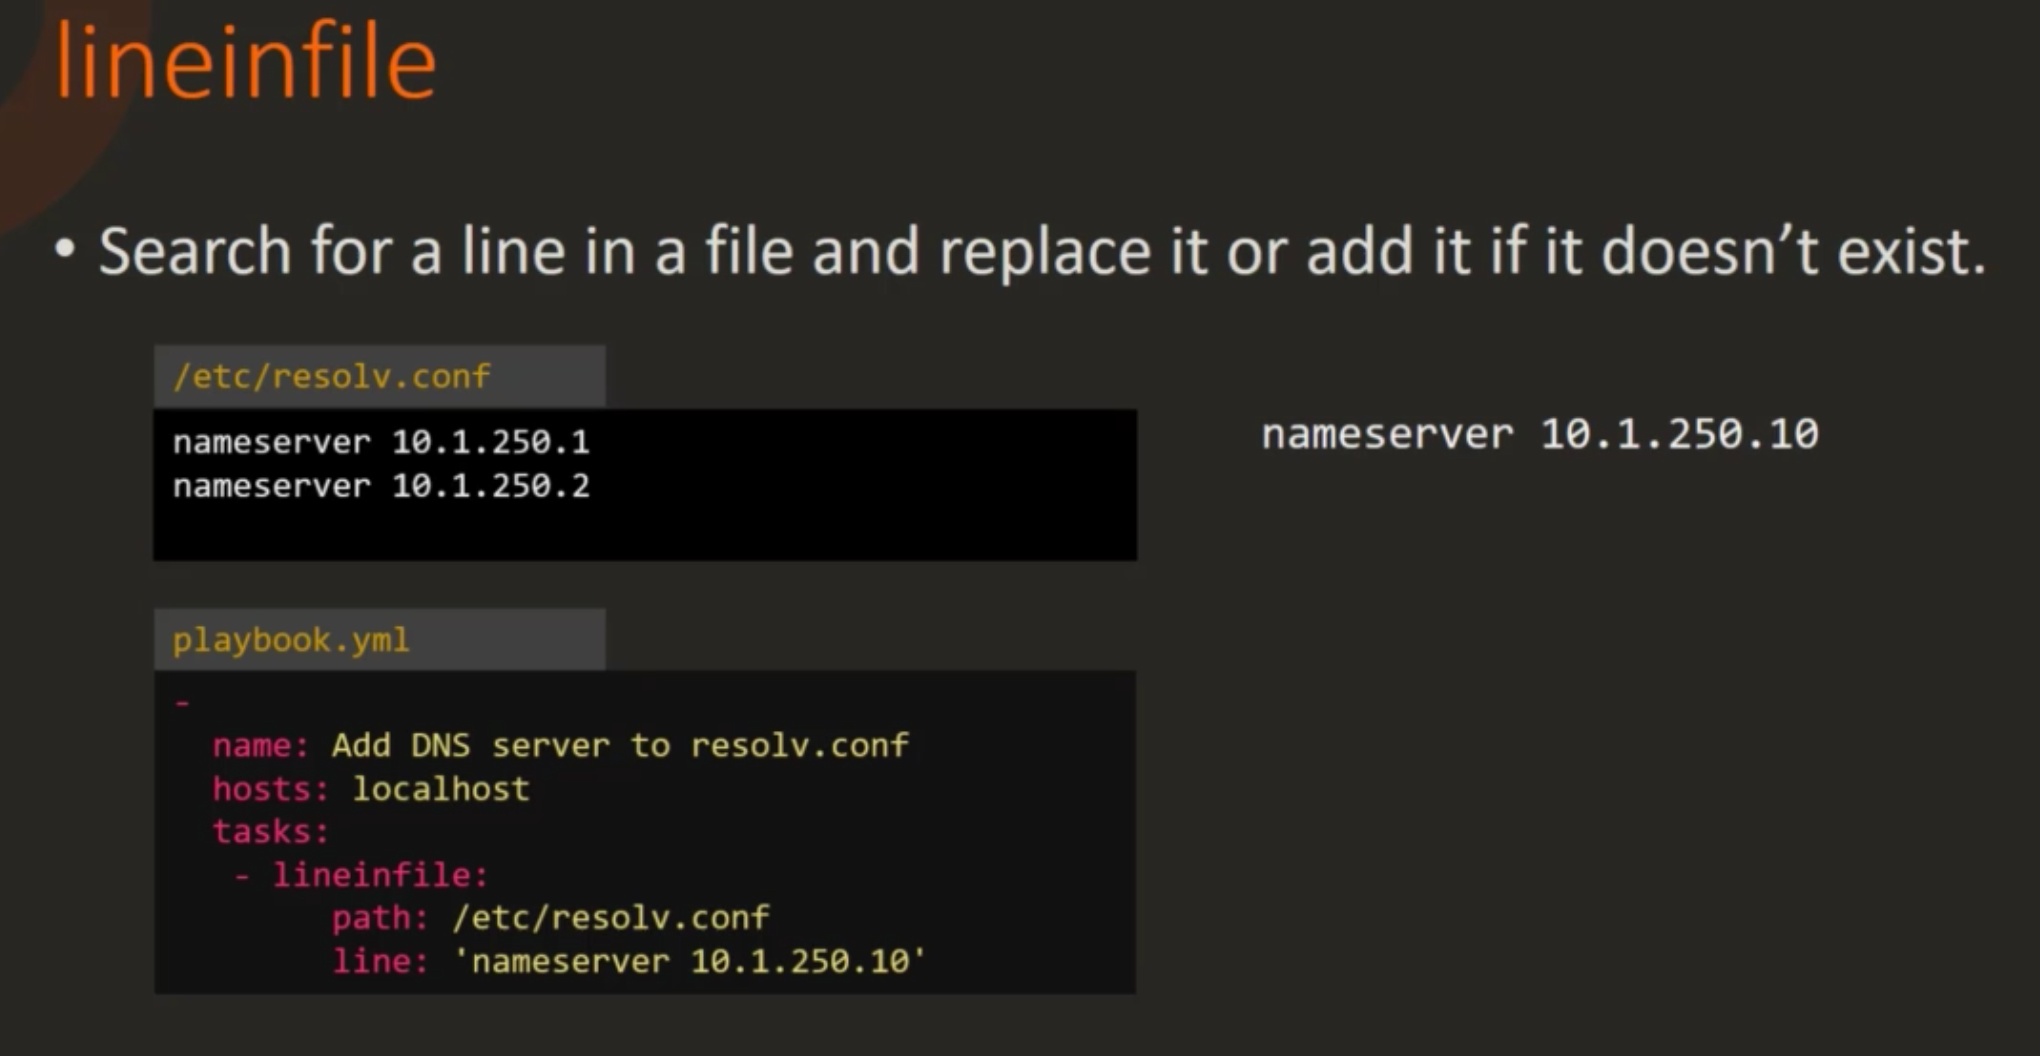 lineinfile
• Search for a line in a file and replace it or add it if it doesn’t exist.
/etc/resolv.conf
nameserver 10.1.250.1
nameserver 10.1.250.2
nameserver 10.1.250.10
playbook.yml
-
name: Add DNS server to resolv.conf
hosts: localhost
tasks:
- lineinfile:
path: /etc/resolv.conf
line: 'nameserver 10.1.250.10'